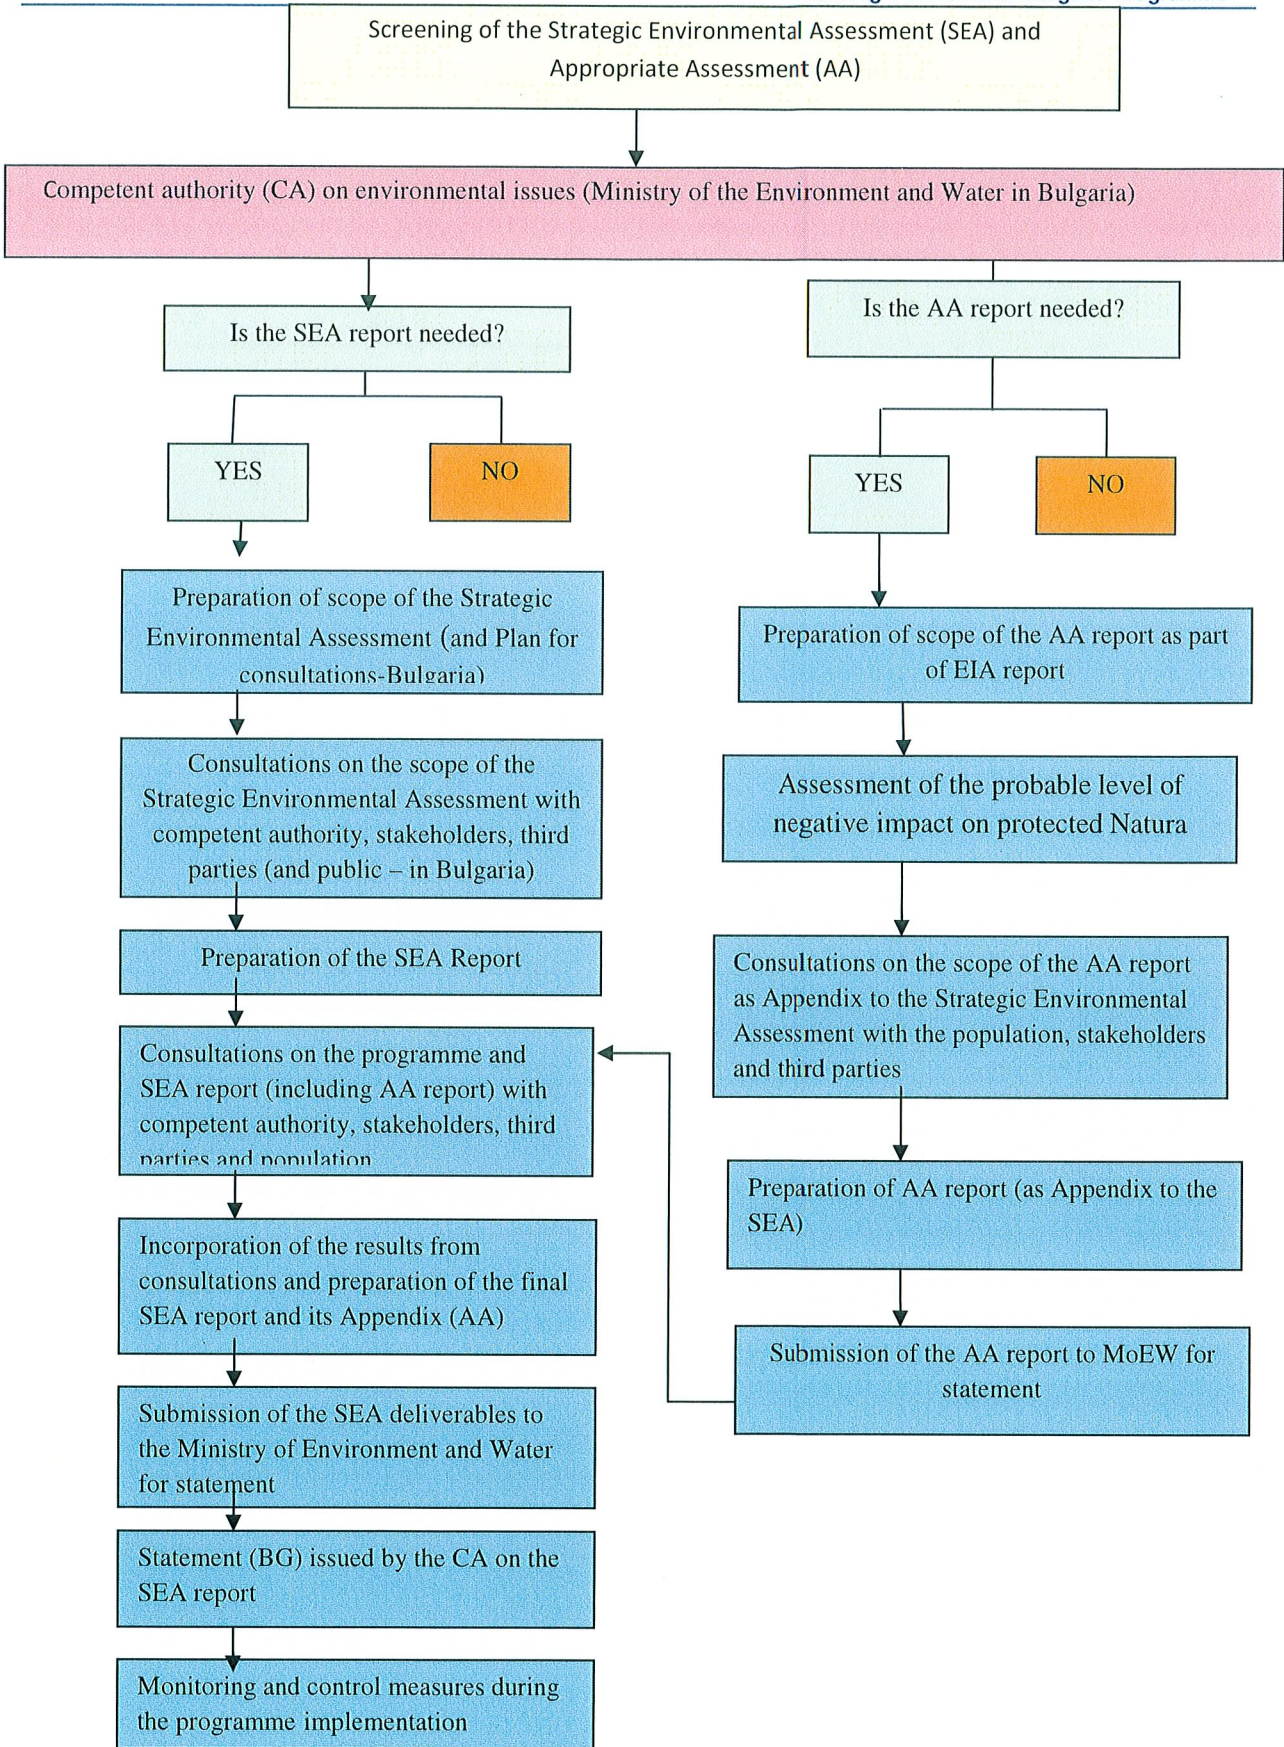 Screening of the Strategic Environmental Assessment (SEA) and
Appropriate Assessment (AA)
Competent authority (CA) on environmental issues (Ministry of the Environment and Water in Bulgaria)
Is the SEA report needed?
YES
NO
Preparation of scope of the Strategic
Environmental Assessment (and Plan for
consultations-Bulgaria)
Consultations on the scope of the
Strategic Environmental Assessment with
competent authority, stakeholders, third
parties (and public – in Bulgaria)
Preparation of the SEA Report
Consultations on the programme and
SEA report (including AA report) with
competent authority, stakeholders, third
parties and population
Incorporation of the results from
consultations and preparation of the final
SEA report and its Appendix (AA)
Submission of the SEA deliverables to
the Ministry of Environment and Water
for statement
Statement (BG) issued by the CA on the
SEA report
Monitoring and control measures during
the programme implementation
Is the AA report needed?
YES
NO
Preparation of scope of the AA report as part
of EIA report
Assessment of the probable level of
negative impact on protected Natura
Consultations on the scope of the AA report
as Appendix to the Strategic Environmental
Assessment with the population, stakeholders
and third parties
Preparation of AA report (as Appendix to the
SEA)
Submission of the AA report to MoEW for
statement